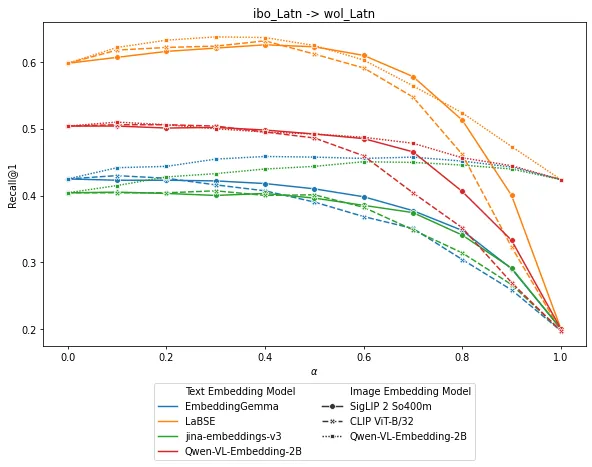 ibo_Latn -> wol_Latn
Recall@1
0.6
0.5
0.4
0.3
0.2
0.0 0.2 0.4 0.6 0.8 1.0
α
Text Embedding Model Image Embedding Model
EmbeddingGemma SigLIP 2 So400m
LaBSE CLIP ViT-B/32
jina-embeddings-v3 Qwen-VL-Embedding-2B
Qwen-VL-Embedding-2B